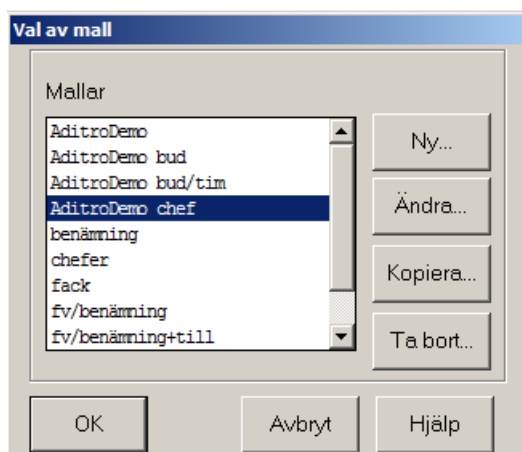 Val av mall
Mallar
AditroDemo
AditroDemo bud
AditroDemo bud/tim
AditroDemo chef
benämning
chefer
fack
fv/benämning
fv/benämning+till
Ny...
Ändra...
Kopiera...
Ta bort...
OK
Avbryt
Hjälp